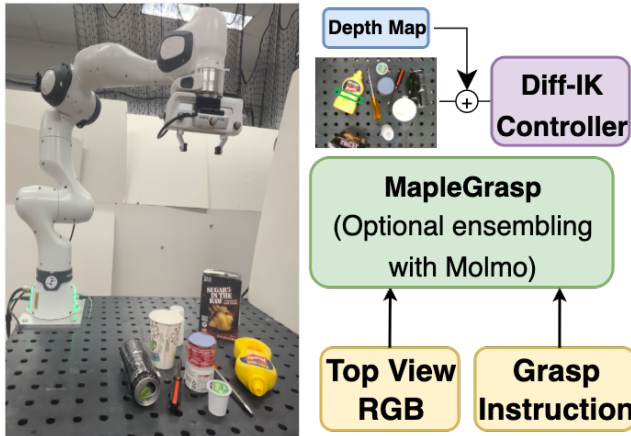 Depth Map
Diff-IK
Controller
MapleGrasp
(Optional ensembling
with Molmo)
Top View
RGB
Grasp
Instruction
SUGAR
IN THE
RAW